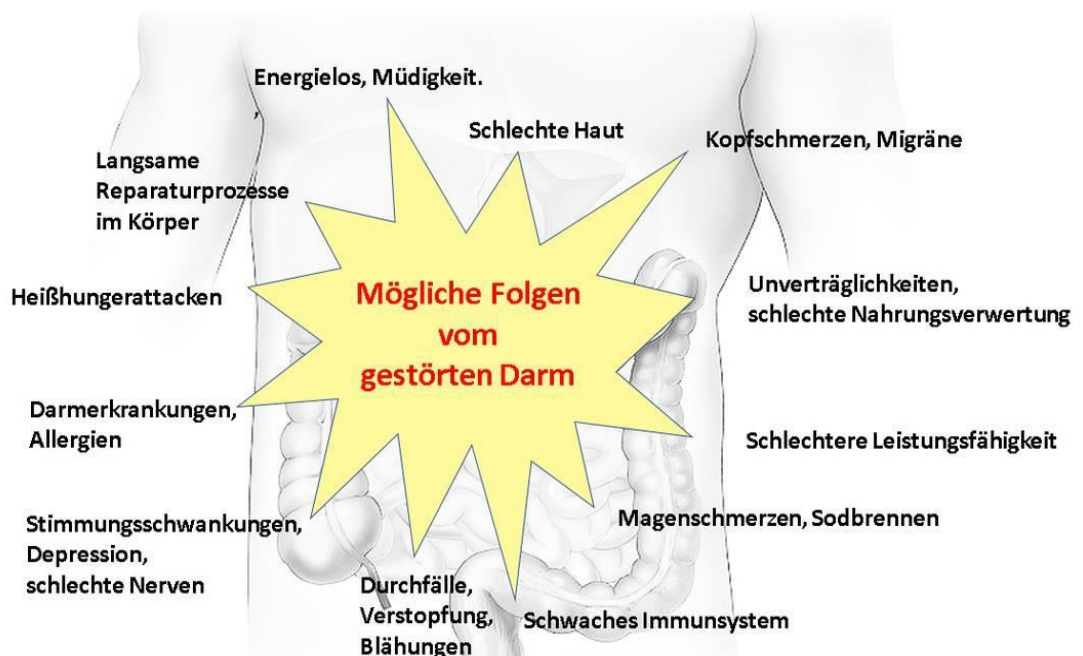 Energielos, Müdigkeit.
,
Schlechte Haut
Kopfschmerzen, Migräne
Langsame
Reparaturprozesse
im Körper
Heißhungerattacken
Mögliche Folgen
vom
gestörten Darm
Unverträglichkeiten,
schlechte Nahrungsverwertung
Darmerkrankungen,
Allergien
Schlechtere Leistungsfähigkeit
Stimmungsschwankungen,
Depression,
schlechte Nerven
Magenschmerzen, Sodbrennen
Durchfälle,
Verstopfung,
Blähungen
Schwaches Immunsystem